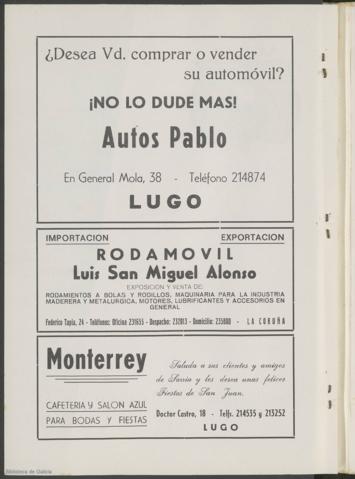 ¿Desea Vd. comprar o vender
su automóvil?
¡NO LO DUDE MAS!
Autos Pablo
En General Mola, 38 - Teléfono 214874
LUGO
IMPORTACION EXPORTACION
RODAMOVIL
Luis San Miguel Alonso
EXPOSICION Y VENTA DE:
RODAMIENTOS A BOLAS Y RODILLOS, MAQUINARIA PARA LA INDUSTRIA
MADERERA Y METALURGICA, MOTORES, LUBRIFICANTES Y ACCESORIOS EN
GENERAL
Federico Tapia, 24 - Teléfonos: Oficina 231655 - Despacho: 232013 - Domicilio: 235800 - LA CORUÑA
Monterrey
CAFETERIA Y SALON AZUL
PARA BODAS Y FIESTAS
Saluda a sus clientes y amigos
de Sarria y les desea unas felices
Fiestas de San Juan.
Doctor Castro, 18 - Telfs. 214535 y 213252
LUGO
Biblioteca de Galicia